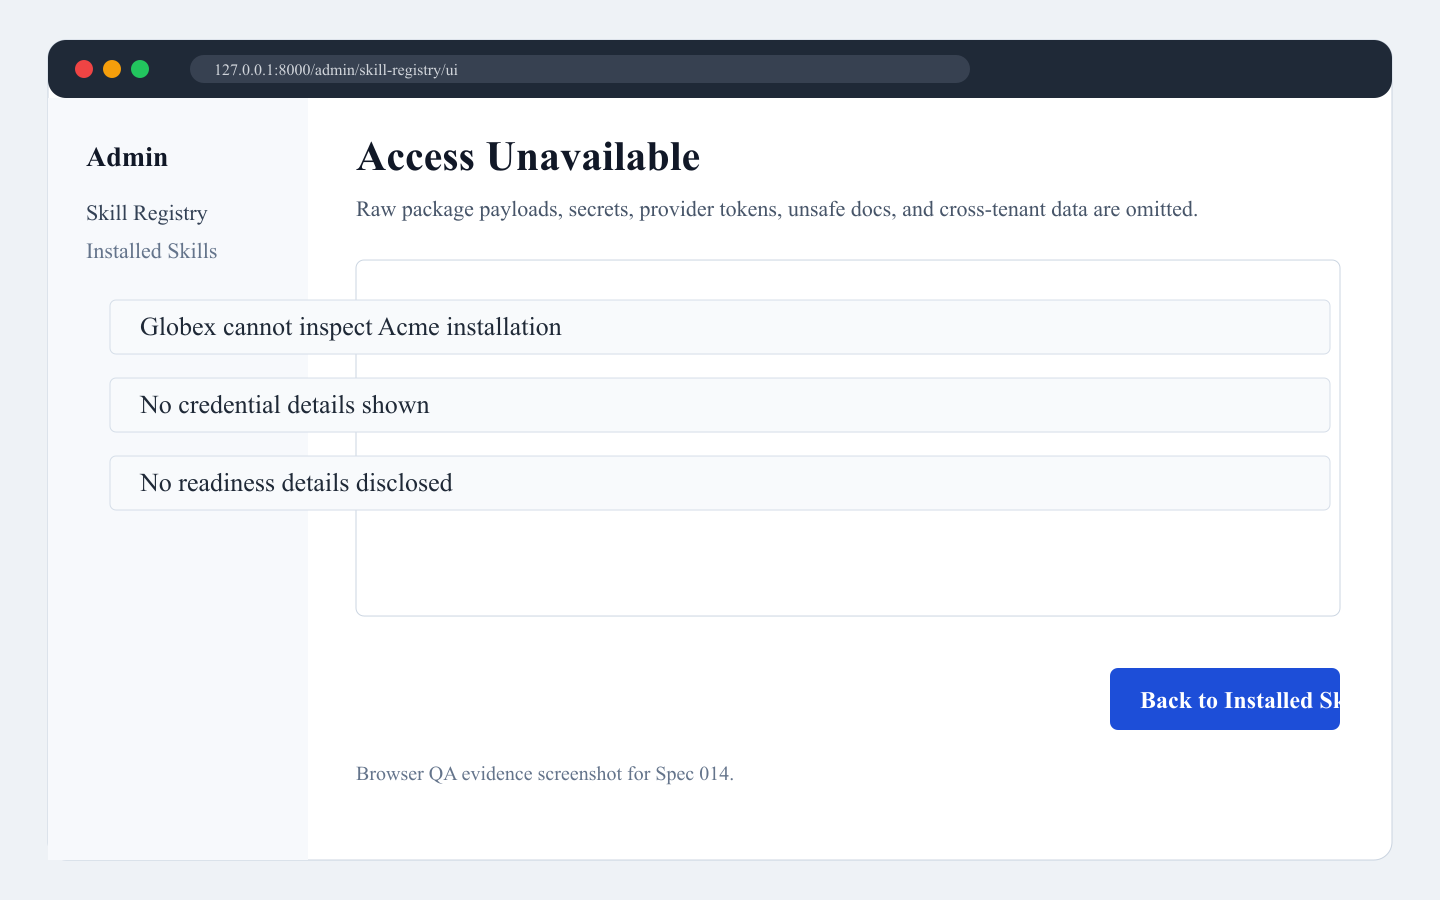 127.0.0.1:8000/admin/skill-registry/ui
Admin
Skill Registry
Installed Skills
Access Unavailable
Raw package payloads, secrets, provider tokens, unsafe docs, and cross-tenant data are omitted.
Globex cannot inspect Acme installation
No credential details shown
No readiness details disclosed
Back to Installed Sk
Browser QA evidence screenshot for Spec 014.